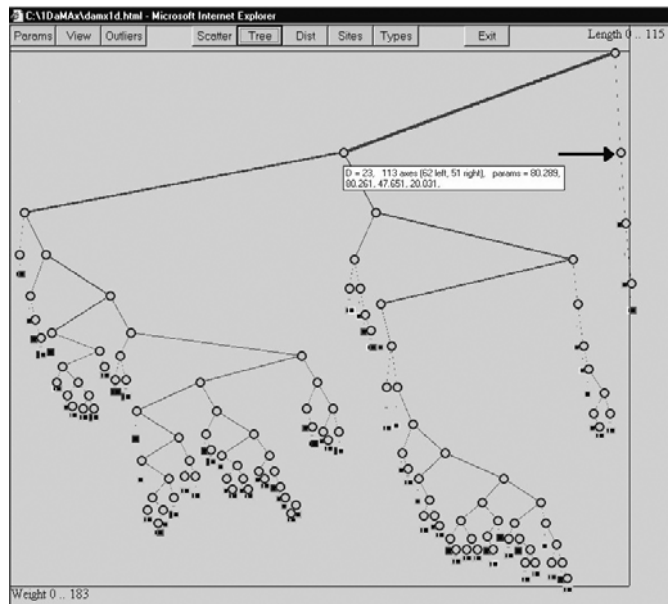 C:\1DaMAx\damx1d.html - Microsoft Internet Explorer
Params View Outliers Scatter Tree Dist Sites Types Exit Length 0 .. 115
D = 23, 113 axes (62 left, 51 right), params = 80.289,
80.261, 47.651, 20.031,
Weight 0 .. 183